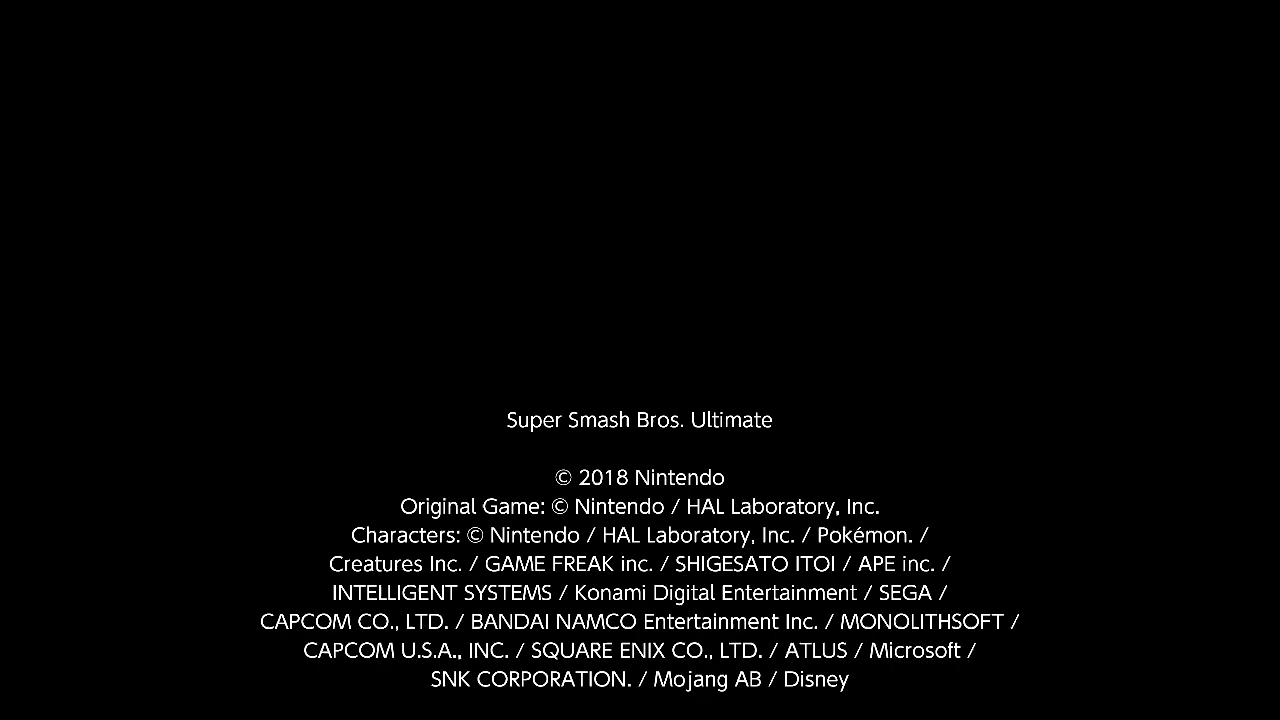 Super Smash Bros. Ultimate
© 2018 Nintendo
Original Game: © Nintendo / HAL Laboratory, Inc.
Characters: © Nintendo / HAL Laboratory, Inc. / Pokémon. /
Creatures Inc. / GAME FREAK inc. / SHIGESATO ITOI / APE inc. /
INTELLIGENT SYSTEMS / Konami Digital Entertainment / SEGA /
CAPCOM CO., LTD. / BANDAI NAMCO Entertainment Inc. / MONOLITHSOFT /
CAPCOM U.S.A., INC. / SQUARE ENIX CO., LTD. / ATLUS / Microsoft /
SNK CORPORATION. / Mojang AB / Disney